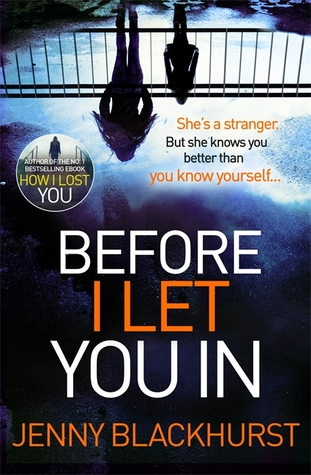 She's a stranger.
But she knows you
better than
you know yourself...
AUTHOR OF THE NO. 1
BESTSELLING EBOOK
HOW I LOST
YOU
BEFORE
I LET
YOU IN
JENNY BLACKHURST